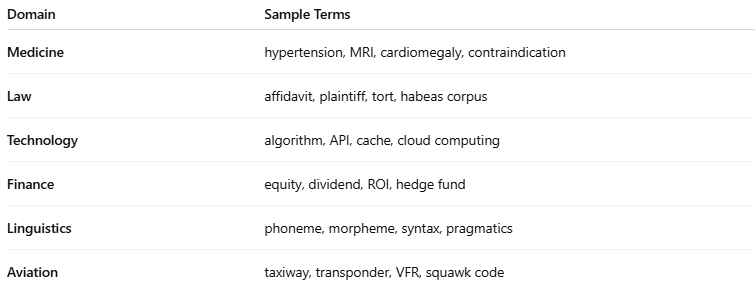 Domain Sample Terms
Medicine hypertension, MRI, cardiomegaly, contraindication
Law affidavit, plaintiff, tort, habeas corpus
Technology algorithm, API, cache, cloud computing
Finance equity, dividend, ROI, hedge fund
Linguistics phoneme, morpheme, syntax, pragmatics
Aviation taxiway, transponder, VFR, squawk code